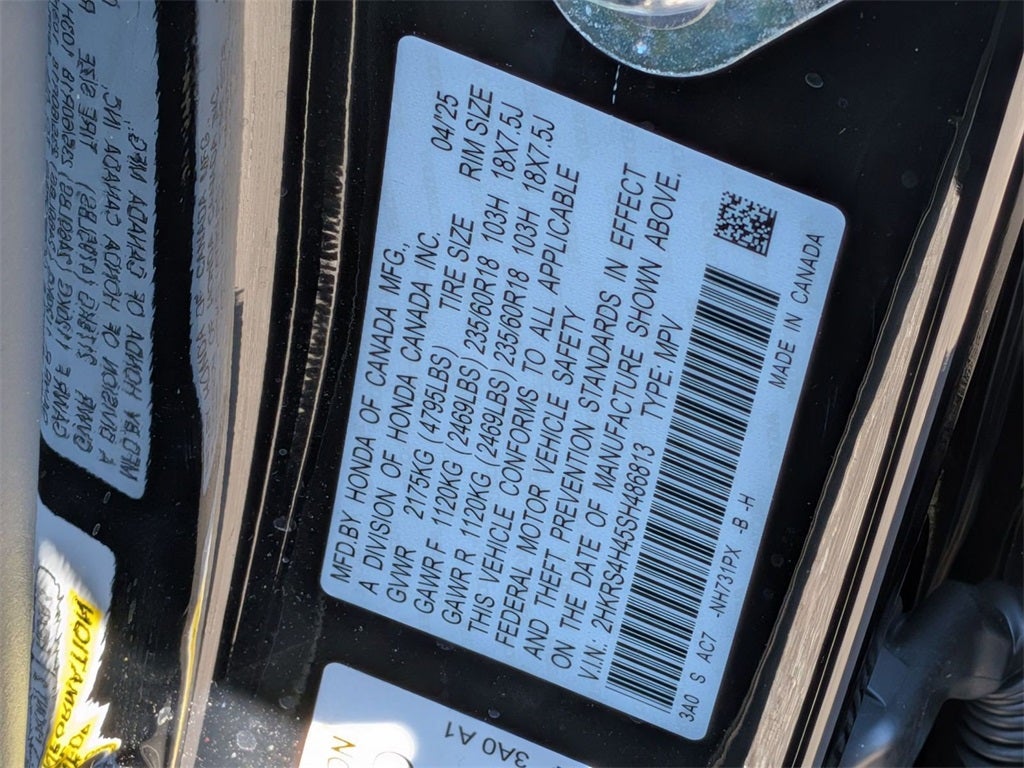 MFD.BY HONDA OF CANADA MFG., 04/'25
A DIVISION OF HONDA CANADA INC.
GVWR 2175KG (4795LBS) TIRE SIZE RIM SIZE
GAWR F 1120KG (2469LBS) 235/60R18 103H 18X7.5J
GAWR R 1120KG (2469LBS) 235/60R18 103H 18X7.5J
THIS VEHICLE CONFORMS TO ALL APPLICABLE
FEDERAL MOTOR VEHICLE SAFETY
AND THEFT PREVENTION STANDARDS IN EFFECT
ON THE DATE OF MANUFACTURE SHOWN ABOVE.
V.I.N.: 2HKRS4H45SH486813 TYPE: MPV
3A0 S AC7 -NH731PX -B -H MADE IN CANADA
3A0 A1